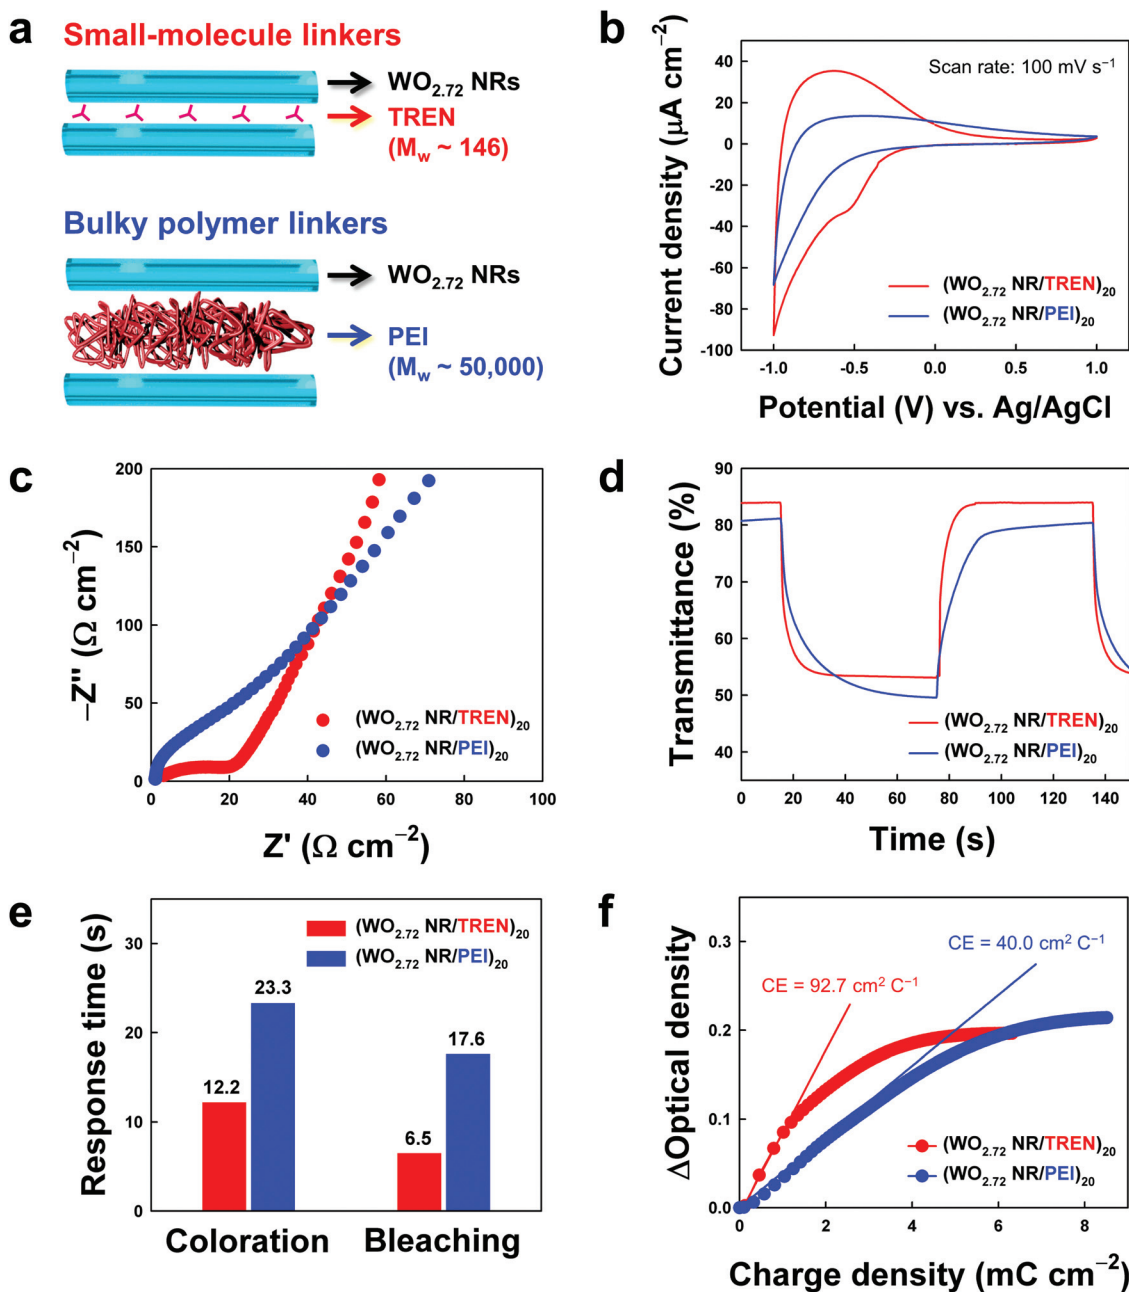 a
Small-molecule linkers
WO2.72 NRs
TREN
(Mw ~ 146)
Bulky polymer linkers
WO2.72 NRs
PEI
(Mw ~ 50,000)
b
Current density (μA cm−2)
40
20
0
-20
-40
-60
-80
-100
Scan rate: 100 mV s−1
(WO2.72 NR/TREN)20
(WO2.72 NR/PEI)20
-1.0 -0.5 0.0 0.5 1.0
Potential (V) vs. Ag/AgCl
c
−Z'' (Ω cm−2)
200
150
100
50
0
(WO2.72 NR/TREN)20
(WO2.72 NR/PEI)20
0 20 40 60 80 100
Z' (Ω cm−2)
d
Transmittance (%)
90
80
70
60
50
40
(WO2.72 NR/TREN)20
(WO2.72 NR/PEI)20
0 20 40 60 80 100 120 140
Time (s)
e
Response time (s)
30
20
10
0
(WO2.72 NR/TREN)20
(WO2.72 NR/PEI)20
12.2
23.3
6.5
17.6
Coloration Bleaching
f
ΔOptical density
0.3
0.2
0.1
0.0
CE = 40.0 cm2 C−1
CE = 92.7 cm2 C−1
(WO2.72 NR/TREN)20
(WO2.72 NR/PEI)20
0 2 4 6 8
Charge density (mC cm−2)